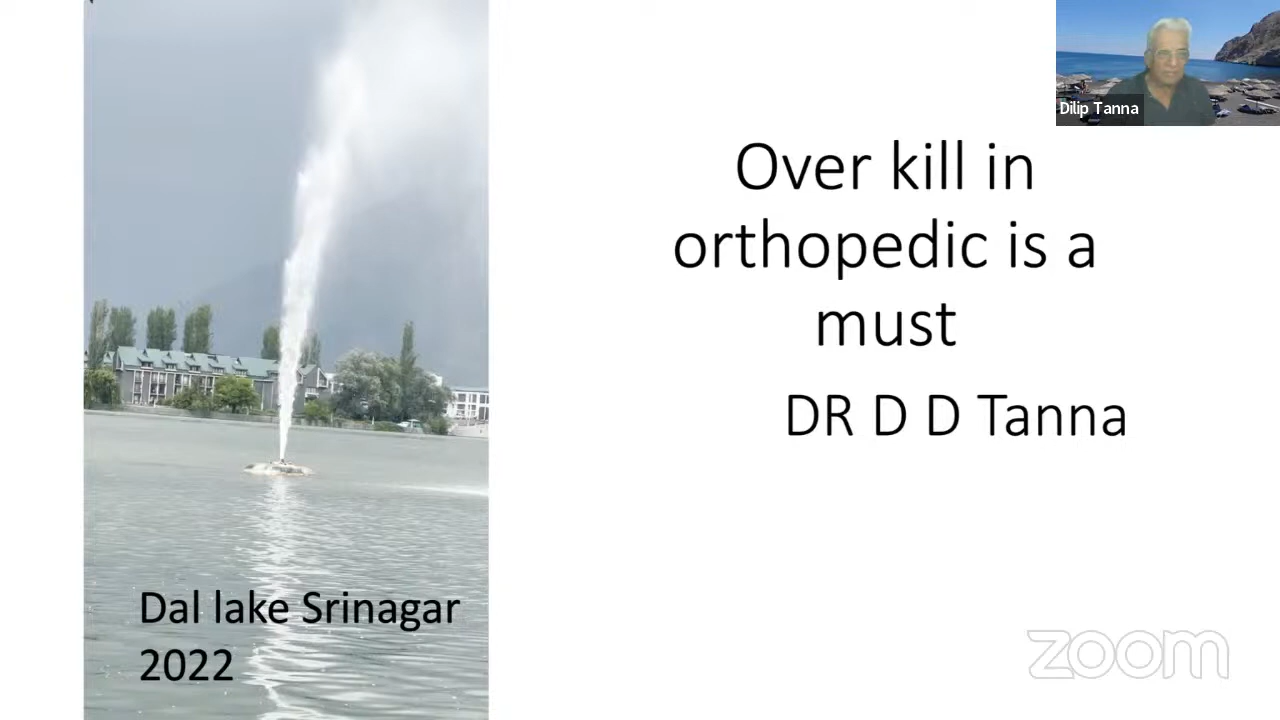 Dilip Tanna
Over kill in
orthopedic is a
must
DR D D Tanna
Dal lake Srinagar
2022
zoom